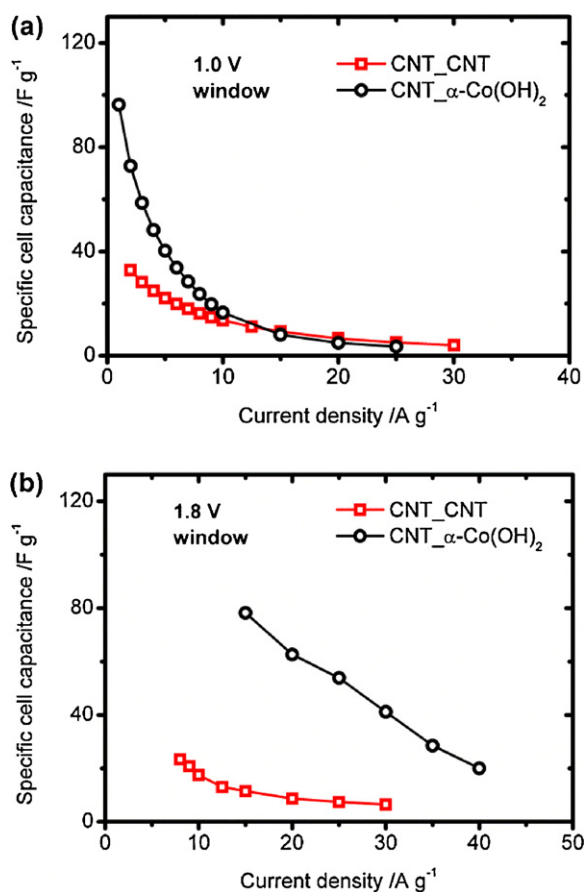 (a)
120
80
40
0
0 10 20 30 40
Specific cell capacitance /F g⁻¹
Current density /A g⁻¹
1.0 V
window
CNT_CNT
CNT_α-Co(OH)₂
(b)
120
80
40
0
0 10 20 30 40 50
Specific cell capacitance /F g⁻¹
Current density /A g⁻¹
1.8 V
window
CNT_CNT
CNT_α-Co(OH)₂